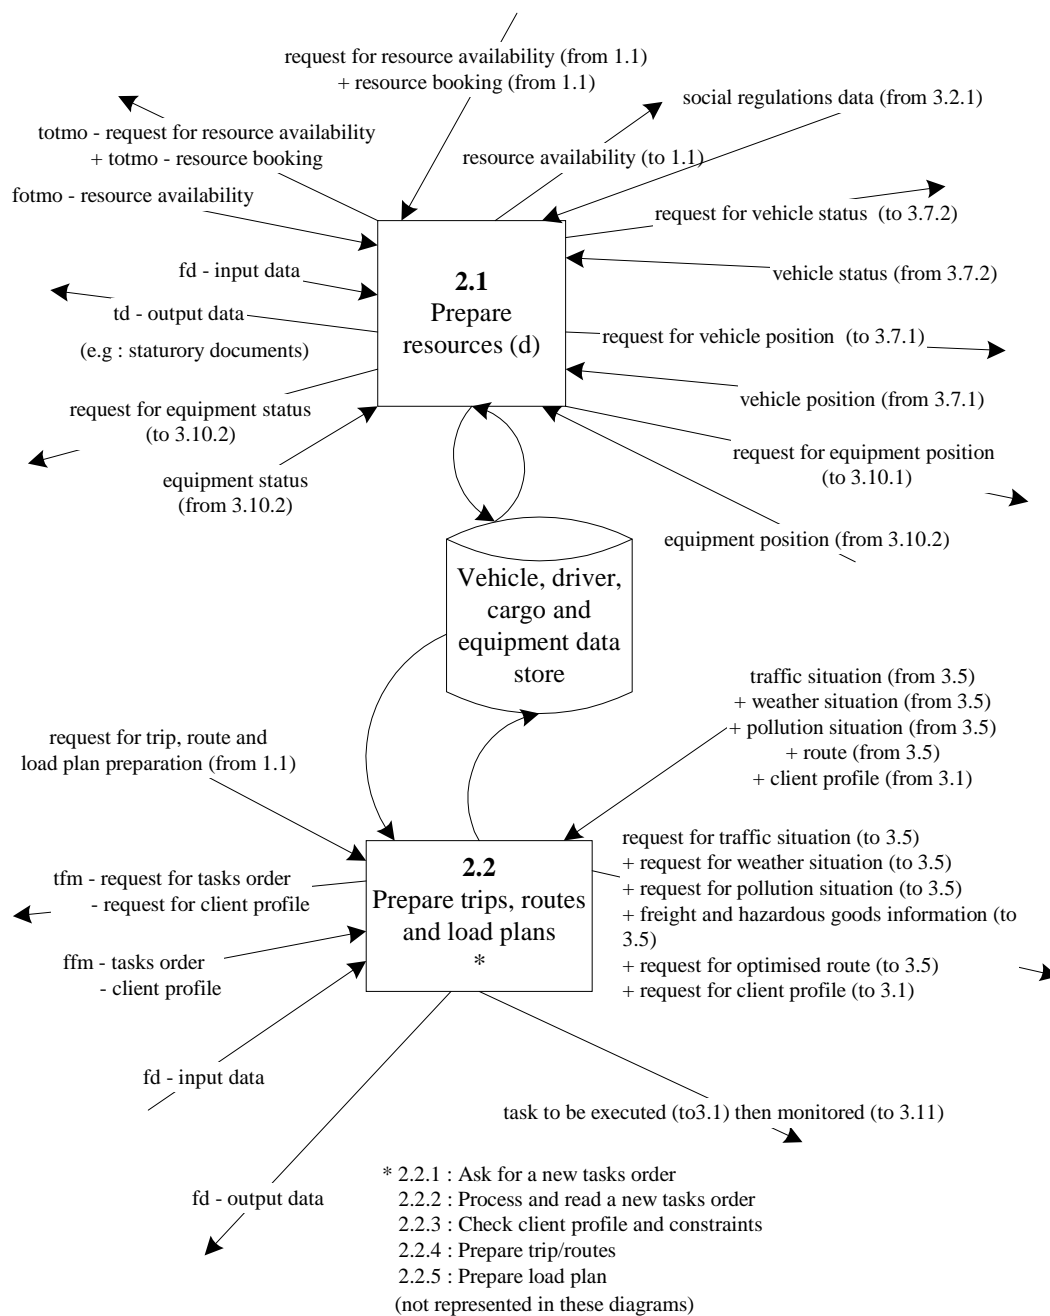 request for resource availability (from 1.1)
+ resource booking (from 1.1)
social regulations data (from 3.2.1)
totmo - request for resource availability
+ totmo - resource booking
resource availability (to 1.1)
fotmo - resource availability
request for vehicle status  (to 3.7.2)
fd - input data
vehicle status (from 3.7.2)
2.1
Prepare
resources (d)
td - output data
(e.g : staturory documents)
request for vehicle position  (to 3.7.1)
vehicle position (from 3.7.1)
request for equipment status
(to 3.10.2)
request for equipment position
(to 3.10.1)
equipment status
(from 3.10.2)
equipment position (from 3.10.2)
Vehicle, driver,
cargo and
equipment data
store
traffic situation (from 3.5)
+ weather situation (from 3.5)
+ pollution situation (from 3.5)
+ route (from 3.5)
+ client profile (from 3.1)
request for trip, route and
load plan preparation (from 1.1)
2.2
Prepare trips, routes
and load plans
*
request for traffic situation (to 3.5)
+ request for weather situation (to 3.5)
+ request for pollution situation (to 3.5)
+ freight and hazardous goods information (to
3.5)
+ request for optimised route (to 3.5)
+ request for client profile (to 3.1)
tfm - request for tasks order
- request for client profile
ffm - tasks order
- client profile
fd - input data
task to be executed (to3.1) then monitored (to 3.11)
fd - output data
* 2.2.1 : Ask for a new tasks order
2.2.2 : Process and read a new tasks order
2.2.3 : Check client profile and constraints
2.2.4 : Prepare trip/routes
2.2.5 : Prepare load plan
(not represented in these diagrams)